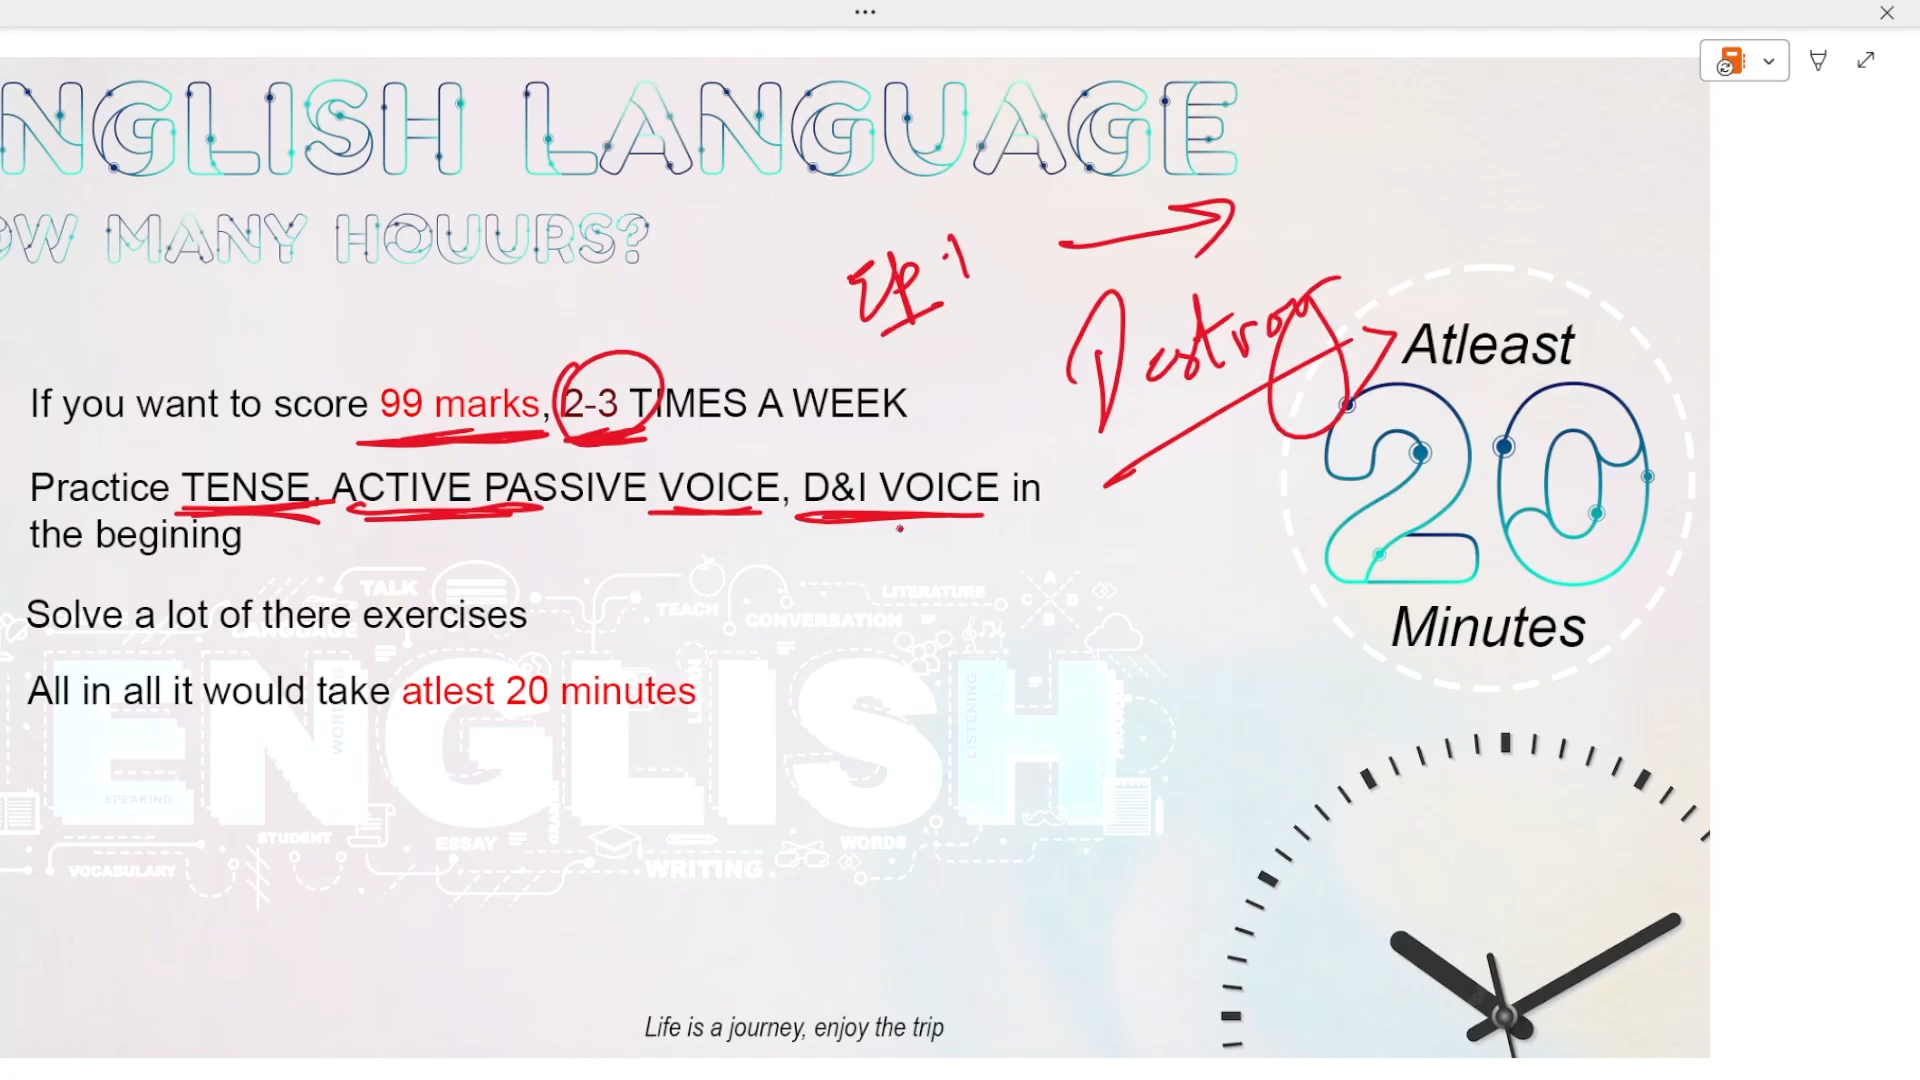 NGLISH LANGUAGE
OW MANY HOUURS?
Ep.1
Destroy
If you want to score 99 marks, 2-3 TIMES A WEEK
Practice TENSE, ACTIVE PASSIVE VOICE, D&I VOICE in
the begining
Solve a lot of there exercises
All in all it would take atlest 20 minutes
Atleast
20
Minutes
TALK
TEACH
LITERATURE
CONVERSATION
A
C D
B
LANGUAGE
ENGLISH
LISTENING
SPEAKING
STUDENT
ESSAY
WORDS
VOCABULARY
WRITING
Life is a journey, enjoy the trip